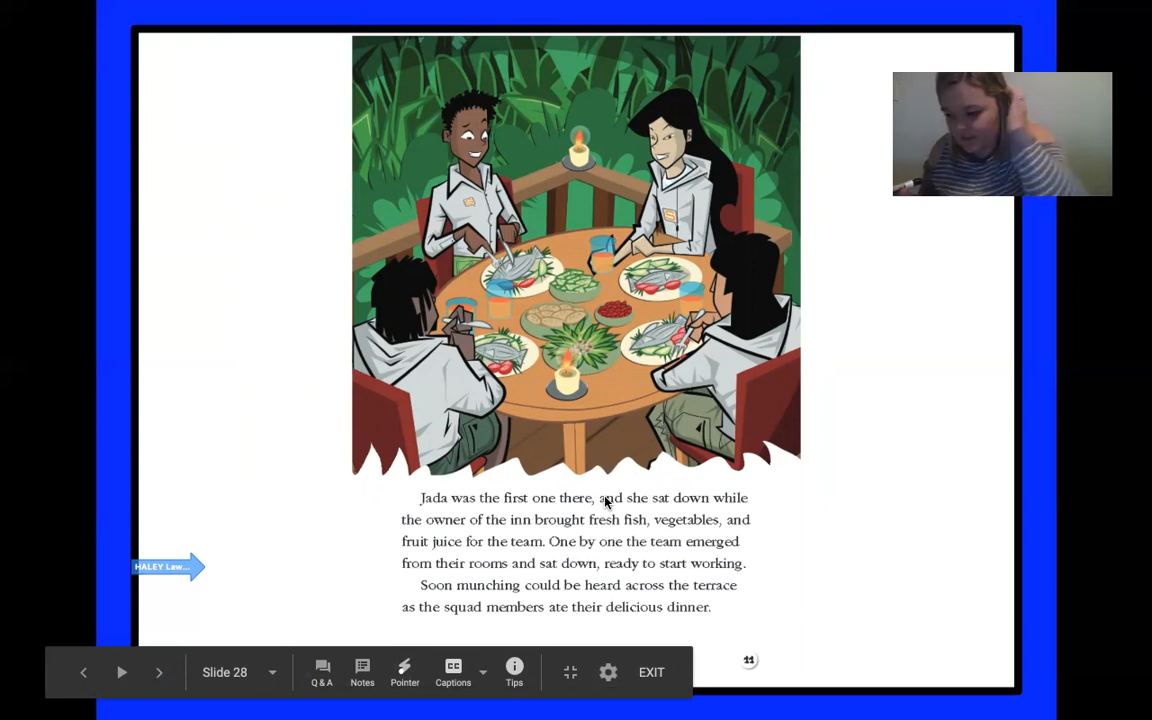 Jada was the first one there, and she sat down while
the owner of the inn brought fresh fish, vegetables, and
fruit juice for the team. One by one the team emerged
from their rooms and sat down, ready to start working.
HALEY Law...
Soon munching could be heard across the terrace
as the squad members ate their delicious dinner.
11
Slide 28
Q & A
Notes
Pointer
Captions
Tips
EXIT